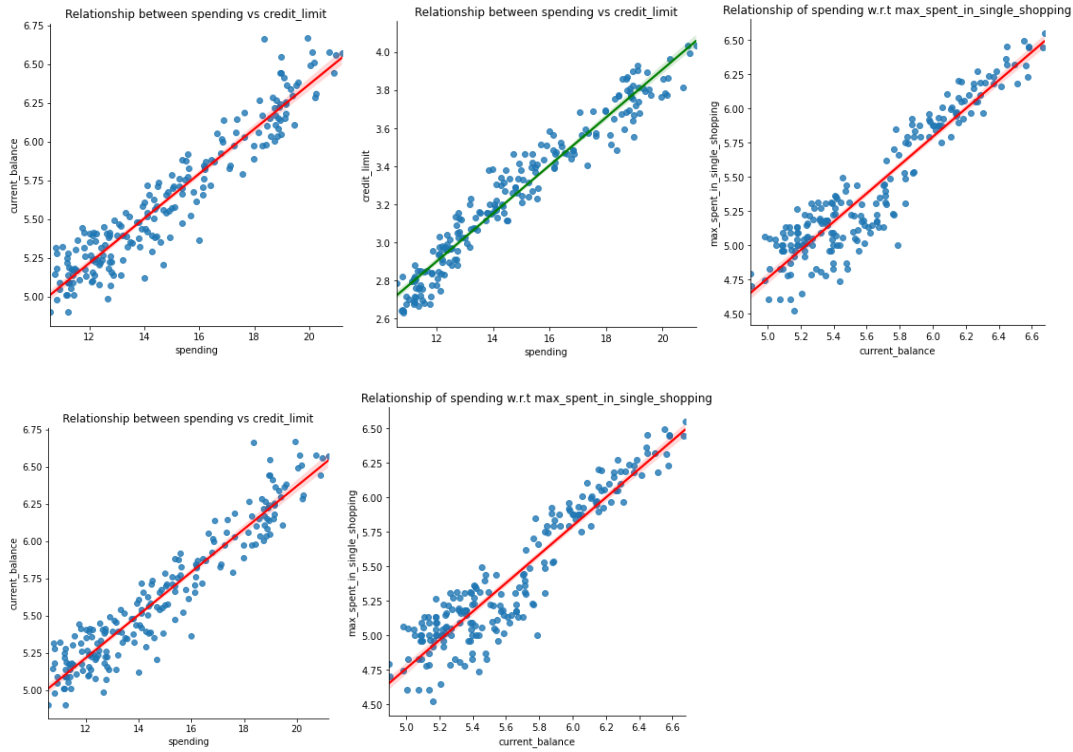 Relationship between spending vs credit_limit
6.75
6.50
6.25
6.00
5.75
5.50
5.25
5.00
current_balance
12 14 16 18 20
spending
Relationship between spending vs credit_limit
4.0
3.8
3.6
3.4
3.2
3.0
2.8
2.6
credit_limit
12 14 16 18 20
spending
Relationship of spending w.r.t max_spent_in_single_shopping
6.50
6.25
6.00
5.75
5.50
5.25
5.00
4.75
4.50
max_spent_in_single_shopping
5.0 5.2 5.4 5.6 5.8 6.0 6.2 6.4 6.6
current_balance
Relationship between spending vs credit_limit
6.75
6.50
6.25
6.00
5.75
5.50
5.25
5.00
current_balance
12 14 16 18 20
spending
Relationship of spending w.r.t max_spent_in_single_shopping
6.50
6.25
6.00
5.75
5.50
5.25
5.00
4.75
4.50
max_spent_in_single_shopping
5.0 5.2 5.4 5.6 5.8 6.0 6.2 6.4 6.6
current_balance